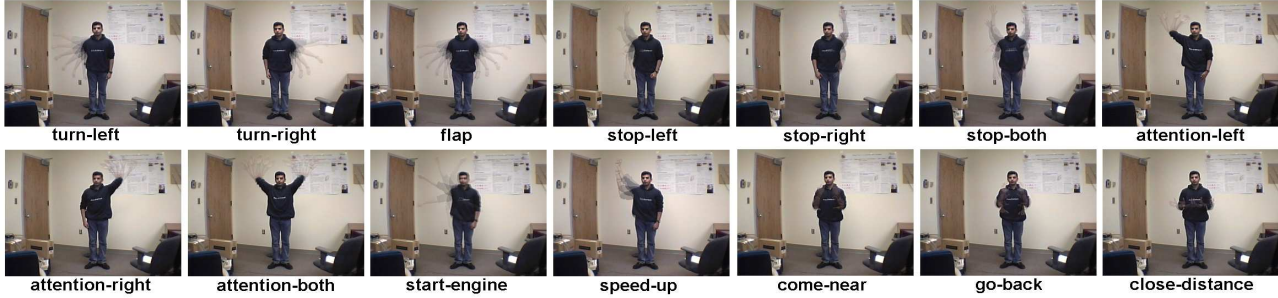 turn-left
turn-right
flap
stop-left
stop-right
stop-both
attention-left
attention-right
attention-both
start-engine
speed-up
come-near
go-back
close-distance